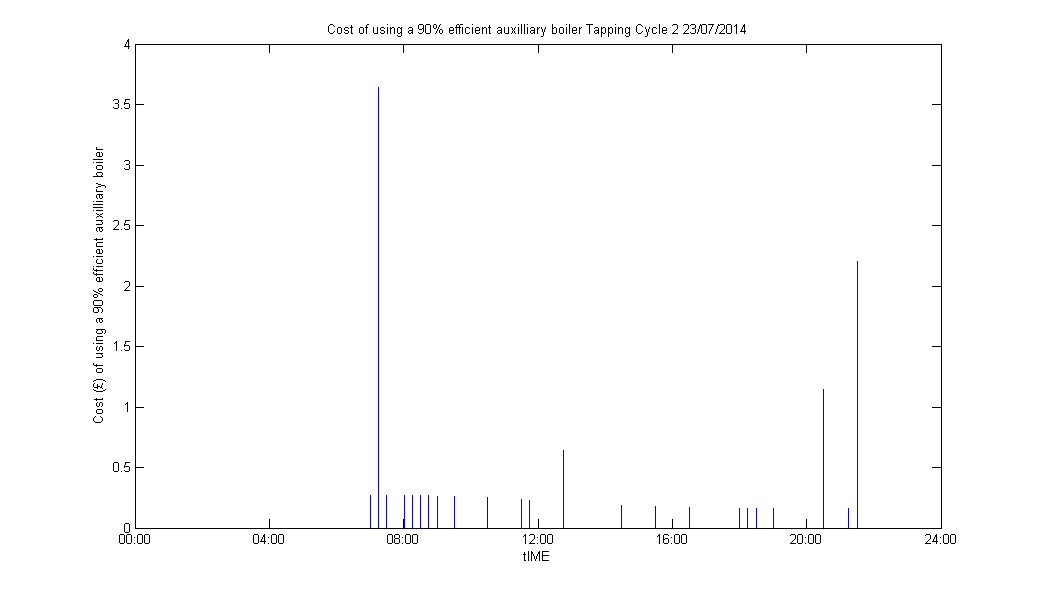 Cost of using a 90% efficient auxilliary boiler Tapping Cycle 2 23/07/2014
4
3.5
3
2.5
2
1.5
1
0.5
0
Cost (£) of using a 90% efficient auxilliary boiler
00:00 04:00 08:00 12:00 16:00 20:00 24:00
tIME